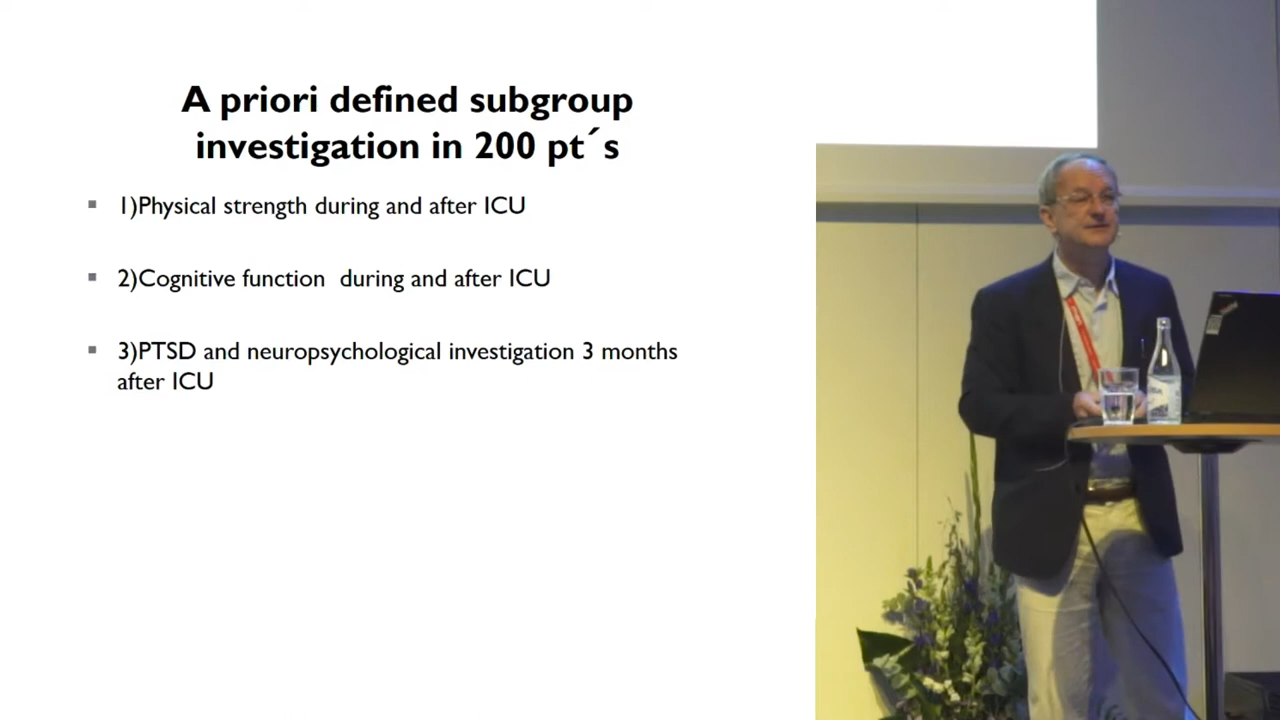 A priori defined subgroup
investigation in 200 pt´s
▪ 1)Physical strength during and after ICU
▪ 2)Cognitive function  during and after ICU
▪ 3)PTSD and neuropsychological investigation 3 months
after ICU